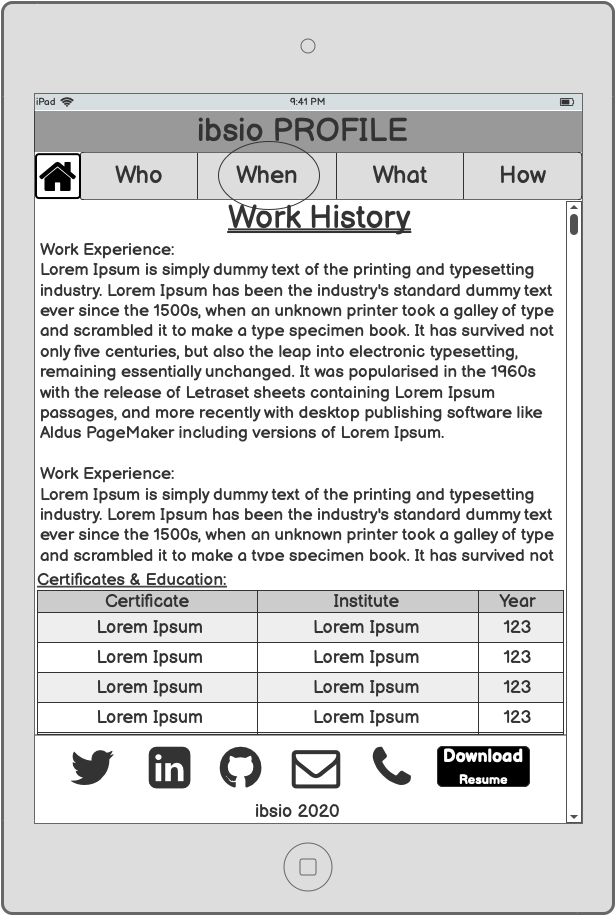 iPad 9:41 PM
ibsio PROFILE
Who When What How
Work History
Work Experience:
Lorem Ipsum is simply dummy text of the printing and typesetting
industry. Lorem Ipsum has been the industry's standard dummy text
ever since the 1500s, when an unknown printer took a galley of type
and scrambled it to make a type specimen book. It has survived not
only five centuries, but also the leap into electronic typesetting,
remaining essentially unchanged. It was popularised in the 1960s
with the release of Letraset sheets containing Lorem Ipsum
passages, and more recently with desktop publishing software like
Aldus PageMaker including versions of Lorem Ipsum.
Work Experience:
Lorem Ipsum is simply dummy text of the printing and typesetting
industry. Lorem Ipsum has been the industry's standard dummy text
ever since the 1500s, when an unknown printer took a galley of type
and scrambled it to make a type specimen book. It has survived not
Certificates & Education:
Certificate Institute Year
Lorem Ipsum Lorem Ipsum 123
Lorem Ipsum Lorem Ipsum 123
Lorem Ipsum Lorem Ipsum 123
Lorem Ipsum Lorem Ipsum 123
in
Download
Resume
ibsio 2020